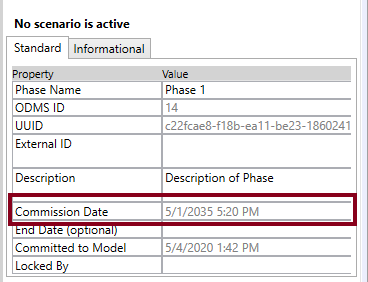 No scenario is active
Standard Informational
Property Value
Phase Name Phase 1
ODMS ID 14
UUID c22fcae8-f18b-ea11-be23-1860241
External ID
Description Description of Phase
Commission Date 5/1/2035 5:20 PM
End Date (optional)
Committed to Model 5/4/2020 1:42 PM
Locked By